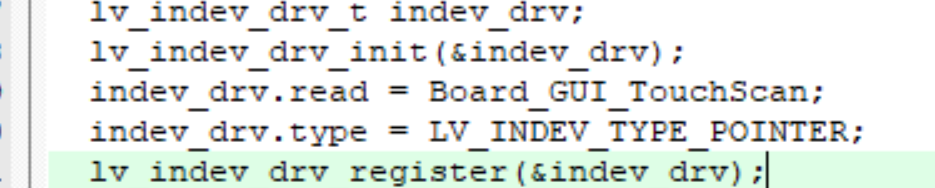 lv_indev_drv_t indev_drv;
lv_indev_drv_init(&indev_drv);
indev_drv.read = Board_GUI_TouchScan;
indev_drv.type = LV_INDEV_TYPE_POINTER;
lv_indev_drv_register(&indev_drv);